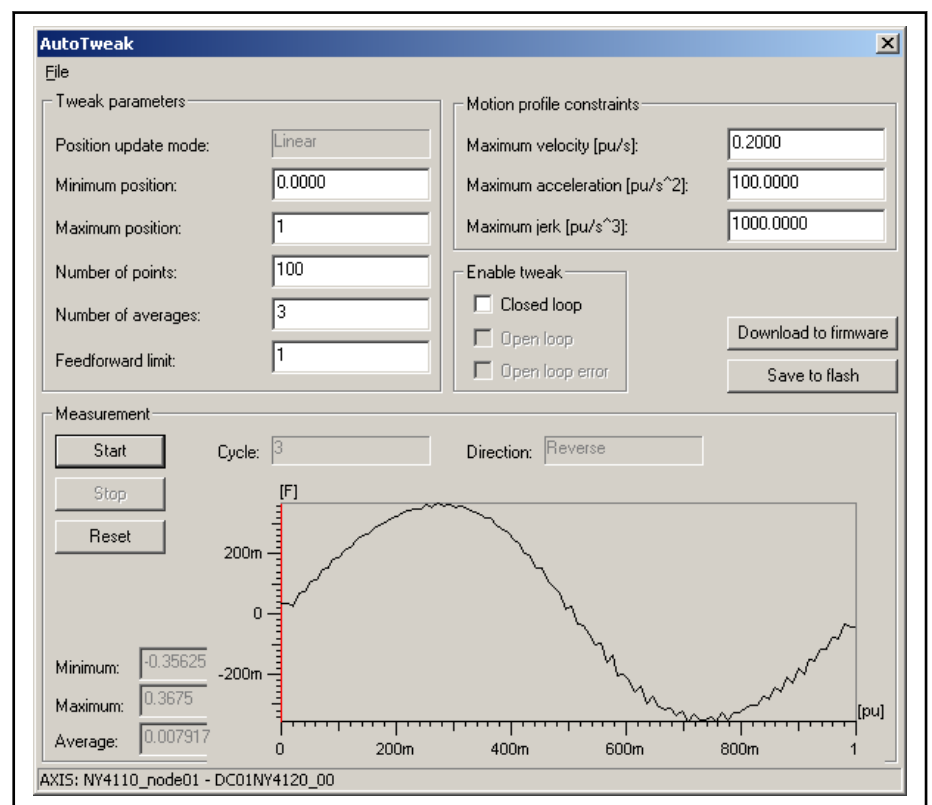 AutoTweak
File
Tweak parameters
Position update mode: Linear
Minimum position: 0.0000
Maximum position: 1
Number of points: 100
Number of averages: 3
Feedforward limit: 1
Motion profile constraints
Maximum velocity [pu/s]: 0.2000
Maximum acceleration [pu/s^2]: 100.0000
Maximum jerk [pu/s^3]: 1000.0000
Enable tweak
Closed loop
Open loop
Open loop error
Download to firmware
Save to flash
Measurement
Start
Stop
Reset
Cycle: 3
Direction: Reverse
[F]
200m
0
-200m
[pu]
0 200m 400m 600m 800m 1
Minimum: -0.35625
Maximum: 0.3675
Average: 0.007917
AXIS: NY4110_node01 - DC01NY4120_00